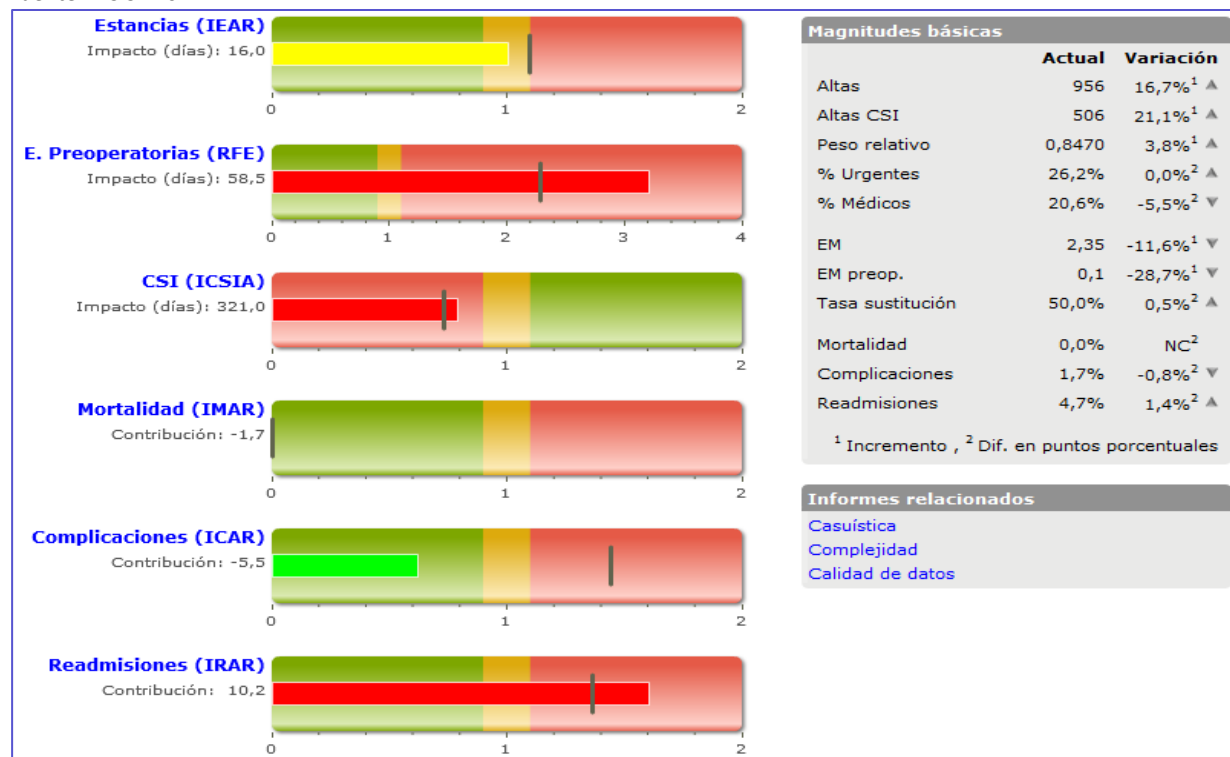 Estancias (IEAR)
Impacto (días): 16,0
0 1 2
E. Preoperatorias (RFE)
Impacto (días): 58,5
0 1 2 3 4
CSI (ICSIA)
Impacto (días): 321,0
0 1 2
Mortalidad (IMAR)
Contribución: -1,7
0 1 2
Complicaciones (ICAR)
Contribución: -5,5
0 1 2
Readmisiones (IRAR)
Contribución: 10,2
0 1 2
Magnitudes básicas
Actual Variación
Altas 956 16,7%¹ ▲
Altas CSI 506 21,1%¹ ▲
Peso relativo 0,8470 3,8%¹ ▲
% Urgentes 26,2% 0,0%² ▲
% Médicos 20,6% -5,5%² ▼
EM 2,35 -11,6%¹ ▼
EM preop. 0,1 -28,7%¹ ▼
Tasa sustitución 50,0% 0,5%² ▲
Mortalidad 0,0% NC²
Complicaciones 1,7% -0,8%² ▼
Readmisiones 4,7% 1,4%² ▲
¹ Incremento , ² Dif. en puntos porcentuales
Informes relacionados
Casuística
Complejidad
Calidad de datos